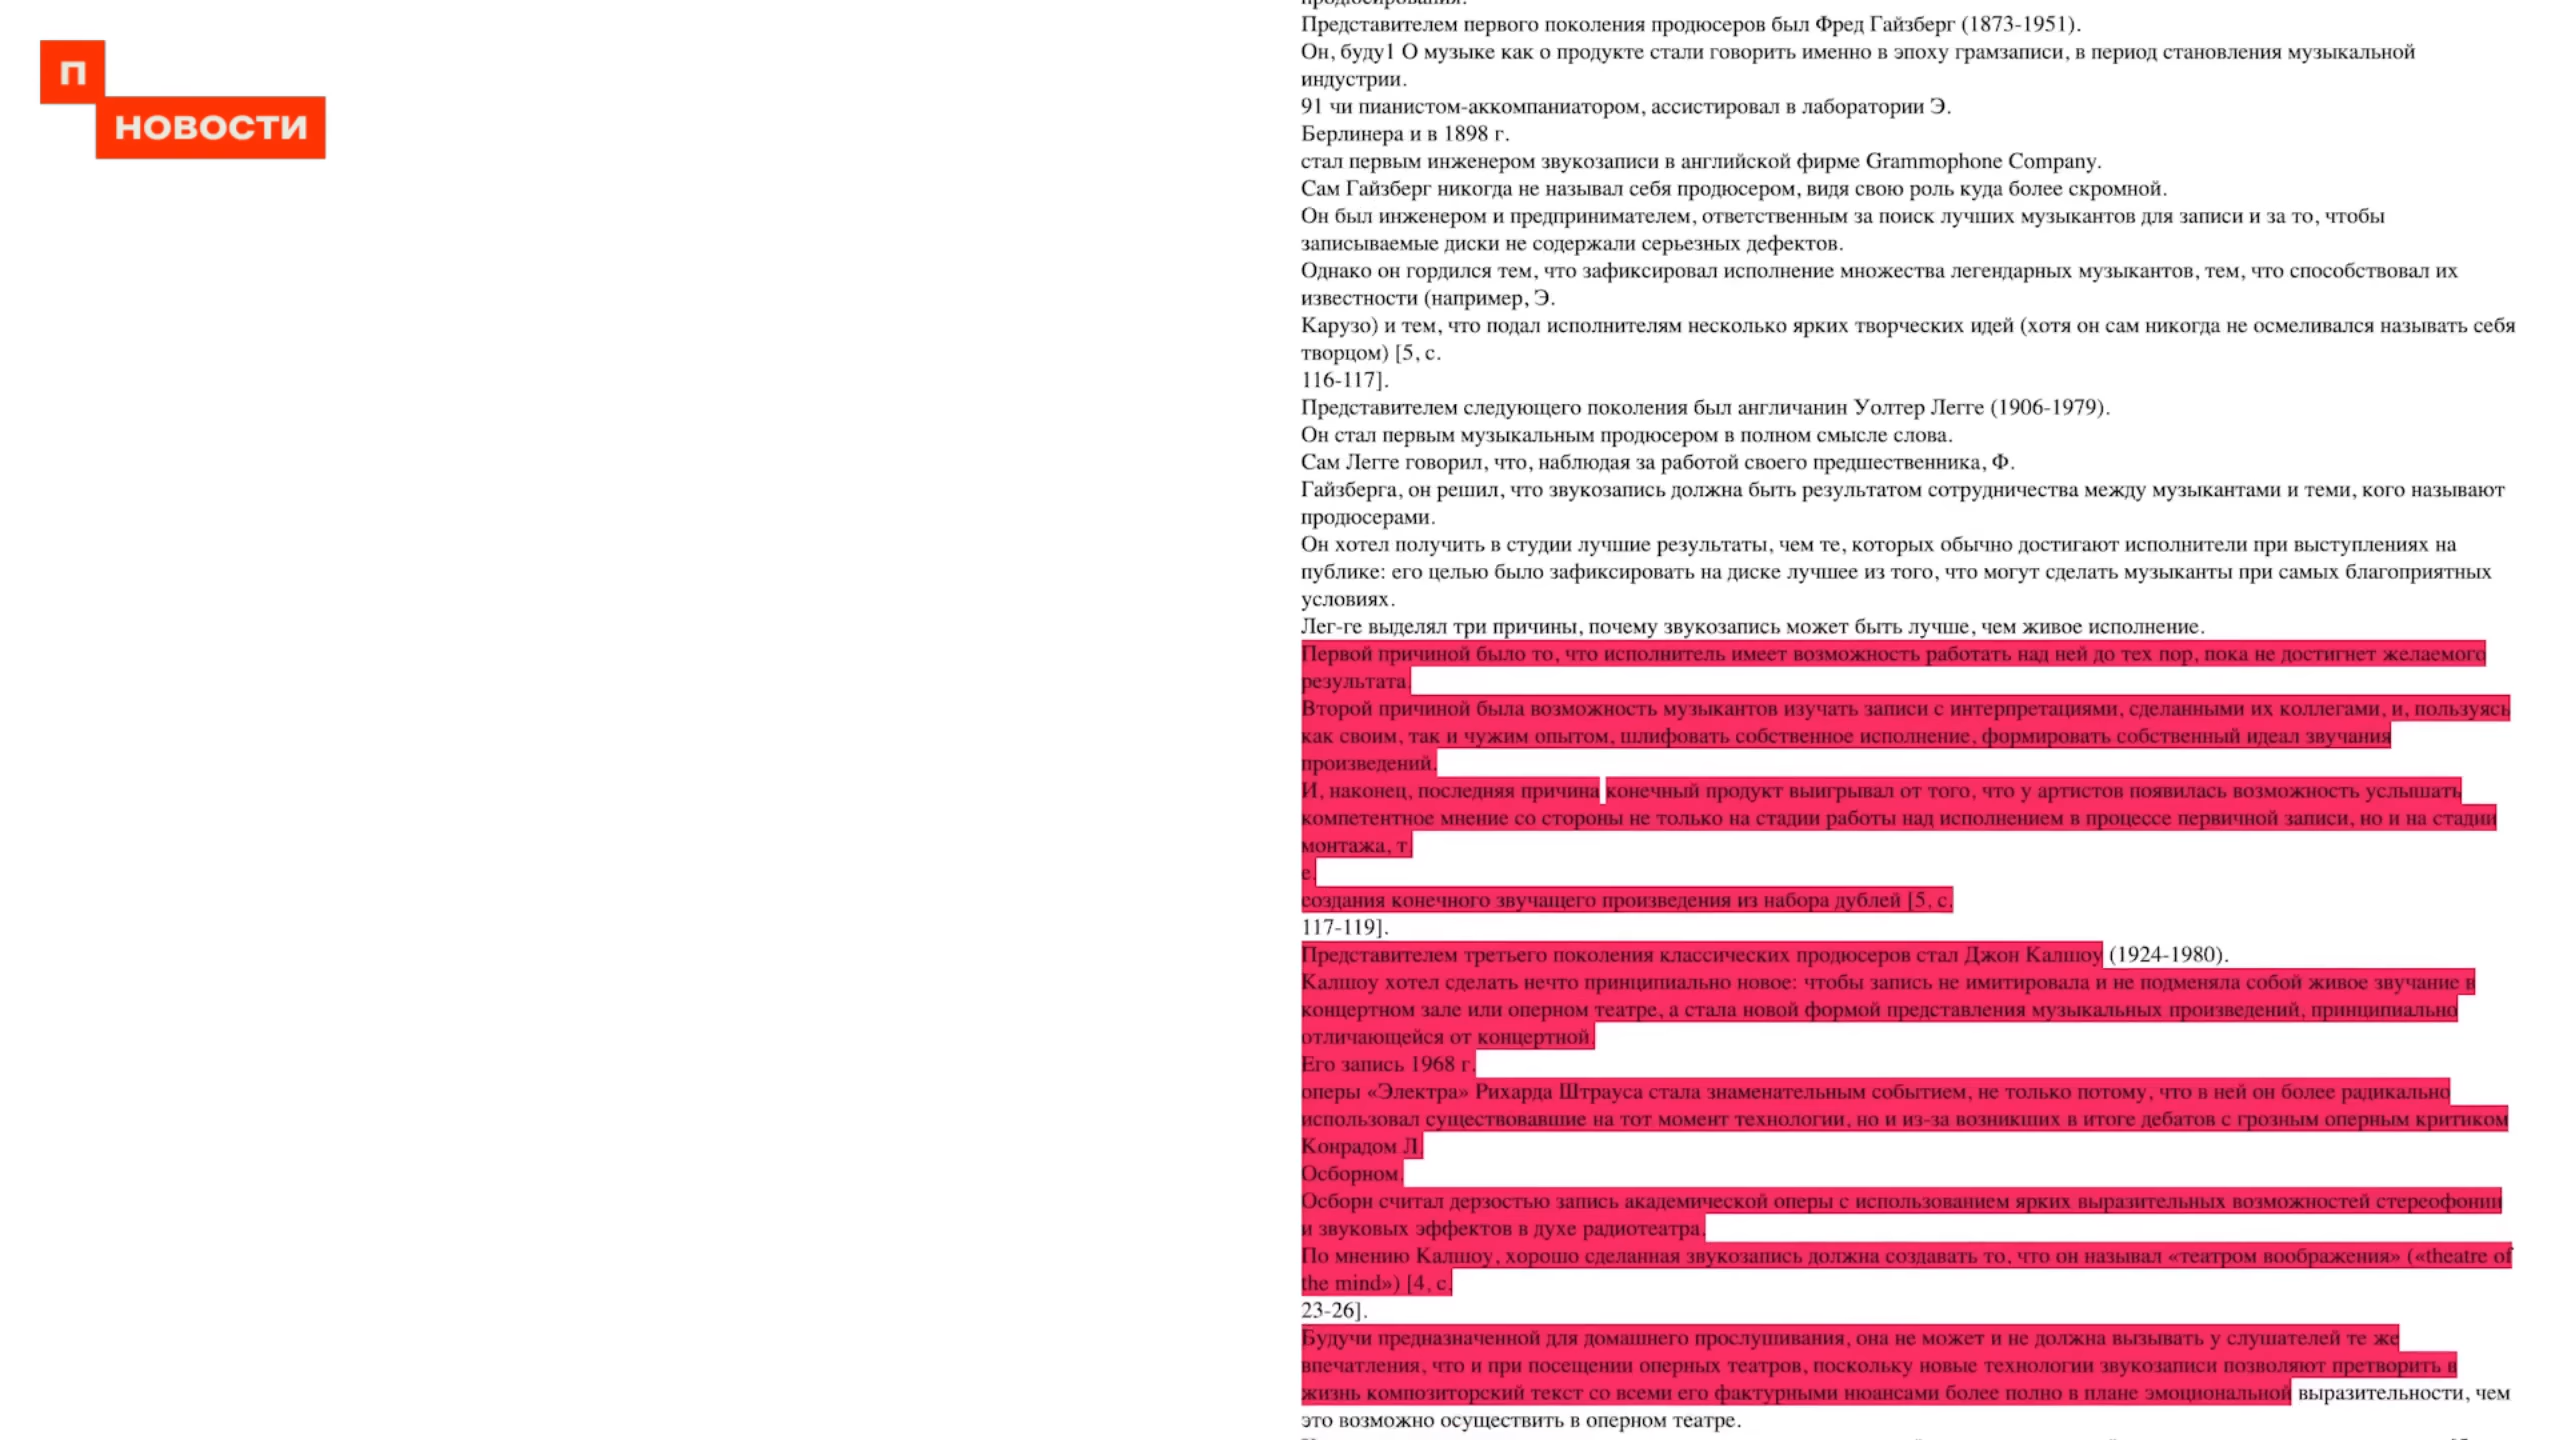 П
НОВОСТИ
продюсирования.
Представителем первого поколения продюсеров был Фред Гайзберг (1873-1951).
Он, буду1 О музыке как о продукте стали говорить именно в эпоху грамзаписи, в период становления музыкальной
индустрии.
91 чи пианистом-аккомпаниатором, ассистировал в лаборатории Э.
Берлинера и в 1898 г.
стал первым инженером звукозаписи в английской фирме Grammophone Company.
Сам Гайзберг никогда не называл себя продюсером, видя свою роль куда более скромной.
Он был инженером и предпринимателем, ответственным за поиск лучших музыкантов для записи и за то, чтобы
записываемые диски не содержали серьезных дефектов.
Однако он гордился тем, что зафиксировал исполнение множества легендарных музыкантов, тем, что способствовал их
известности (например, Э.
Карузо) и тем, что подал исполнителям несколько ярких творческих идей (хотя он сам никогда не осмеливался называть себя
творцом) [5, с.
116-117].
Представителем следующего поколения был англичанин Уолтер Легге (1906-1979).
Он стал первым музыкальным продюсером в полном смысле слова.
Сам Легге говорил, что, наблюдая за работой своего предшественника, Ф.
Гайзберга, он решил, что звукозапись должна быть результатом сотрудничества между музыкантами и теми, кого называют
продюсерами.
Он хотел получить в студии лучшие результаты, чем те, которых обычно достигают исполнители при выступлениях на
публике: его целью было зафиксировать на диске лучшее из того, что могут сделать музыканты при самых благоприятных
условиях.
Лег-ге выделял три причины, почему звукозапись может быть лучше, чем живое исполнение.
Первой причиной было то, что исполнитель имеет возможность работать над ней до тех пор, пока не достигнет желаемого
результата.
Второй причиной была возможность музыкантов изучать записи с интерпретациями, сделанными их коллегами, и, пользуясь
как своим, так и чужим опытом, шлифовать собственное исполнение, формировать собственный идеал звучания
произведений.
И, наконец, последняя причина конечный продукт выигрывал от того, что у артистов появилась возможность услышать
компетентное мнение со стороны не только на стадии работы над исполнением в процессе первичной записи, но и на стадии
монтажа, т.
е.
создания конечного звучащего произведения из набора дублей [5, с.
117-119].
Представителем третьего поколения классических продюсеров стал Джон Калшоу (1924-1980).
Калшоу хотел сделать нечто принципиально новое: чтобы запись не имитировала и не подменяла собой живое звучание в
концертном зале или оперном театре, а стала новой формой представления музыкальных произведений, принципиально
отличающейся от концертной.
Его запись 1968 г.
оперы «Электра» Рихарда Штрауса стала знаменательным событием, не только потому, что в ней он более радикально
использовал существовавшие на тот момент технологии, но и из-за возникших в итоге дебатов с грозным оперным критиком
Конрадом Л.
Осборном.
Осборн считал дерзостью запись академической оперы с использованием ярких выразительных возможностей стереофонии
и звуковых эффектов в духе радиотеатра.
По мнению Калшоу, хорошо сделанная звукозапись должна создавать то, что он называл «театром воображения» («theatre of
the mind») [4, с.
23-26].
Будучи предназначенной для домашнего прослушивания, она не может и не должна вызывать у слушателей те же
впечатления, что и при посещении оперных театров, поскольку новые технологии звукозаписи позволяют претворить в
жизнь композиторский текст со всеми его фактурными нюансами более полно в плане эмоциональной выразительности, чем
это возможно осуществить в оперном театре.